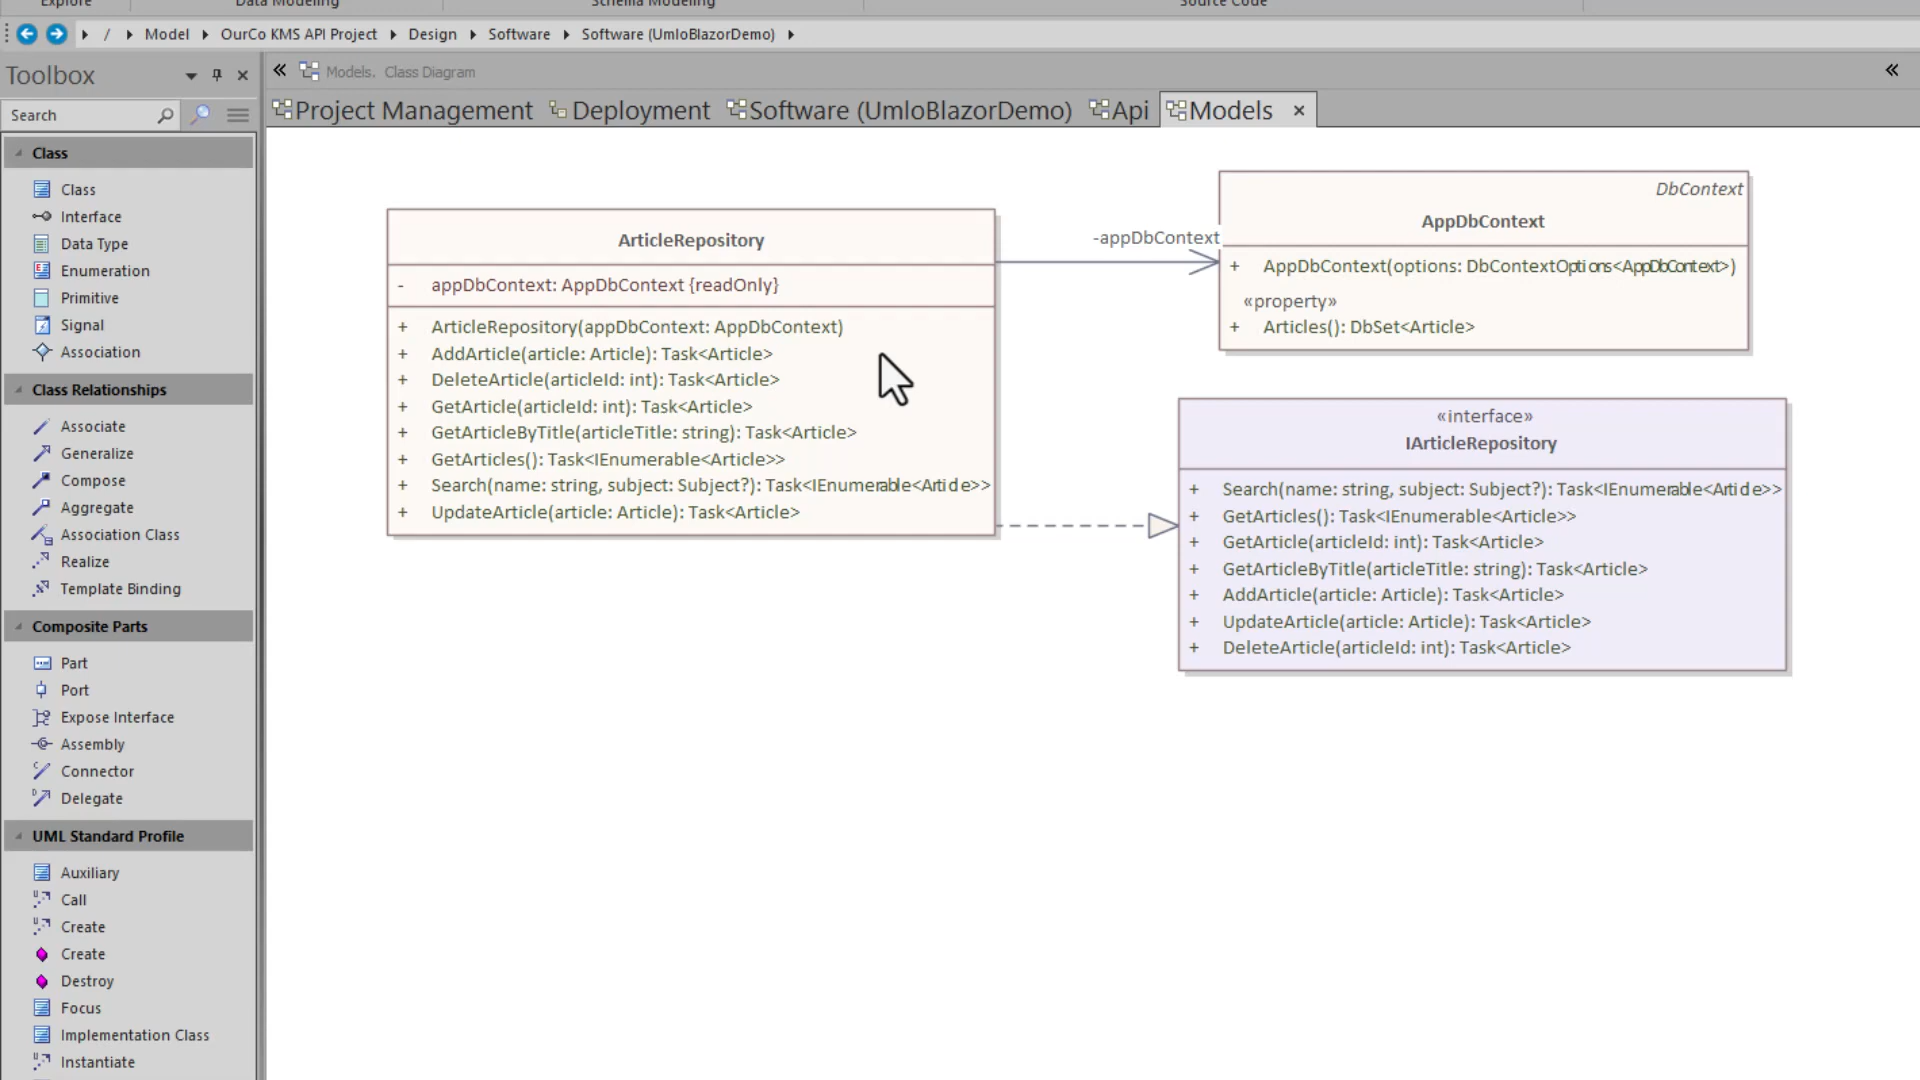 Explore
Data Modeling
Schema Modeling
Source Code
/ Model OurCo KMS API Project Design Software Software (UmloBlazorDemo)
Toolbox
Models. Class Diagram
Search
Project Management Deployment Software (UmloBlazorDemo) Api Models
Class
Class
Interface
Data Type
Enumeration
Primitive
Signal
Association
Class Relationships
Associate
Generalize
Compose
Aggregate
Association Class
Realize
Template Binding
Composite Parts
Part
Port
Expose Interface
Assembly
Connector
Delegate
UML Standard Profile
Auxiliary
Call
Create
Create
Destroy
Focus
Implementation Class
Instantiate
ArticleRepository
- appDbContext: AppDbContext {readOnly}
+ ArticleRepository(appDbContext: AppDbContext)
+ AddArticle(article: Article): Task<Article>
+ DeleteArticle(articleId: int): Task<Article>
+ GetArticle(articleId: int): Task<Article>
+ GetArticleByTitle(articleTitle: string): Task<Article>
+ GetArticles(): Task<IEnumerable<Article>>
+ Search(name: string, subject: Subject?): Task<IEnumerable<Article>>
+ UpdateArticle(article: Article): Task<Article>
-appDbContext
DbContext
AppDbContext
+ AppDbContext(options: DbContextOptions<AppDbContext>)
«property»
+ Articles(): DbSet<Article>
«interface»
IArticleRepository
+ Search(name: string, subject: Subject?): Task<IEnumerable<Article>>
+ GetArticles(): Task<IEnumerable<Article>>
+ GetArticle(articleId: int): Task<Article>
+ GetArticleByTitle(articleTitle: string): Task<Article>
+ AddArticle(article: Article): Task<Article>
+ UpdateArticle(article: Article): Task<Article>
+ DeleteArticle(articleId: int): Task<Article>